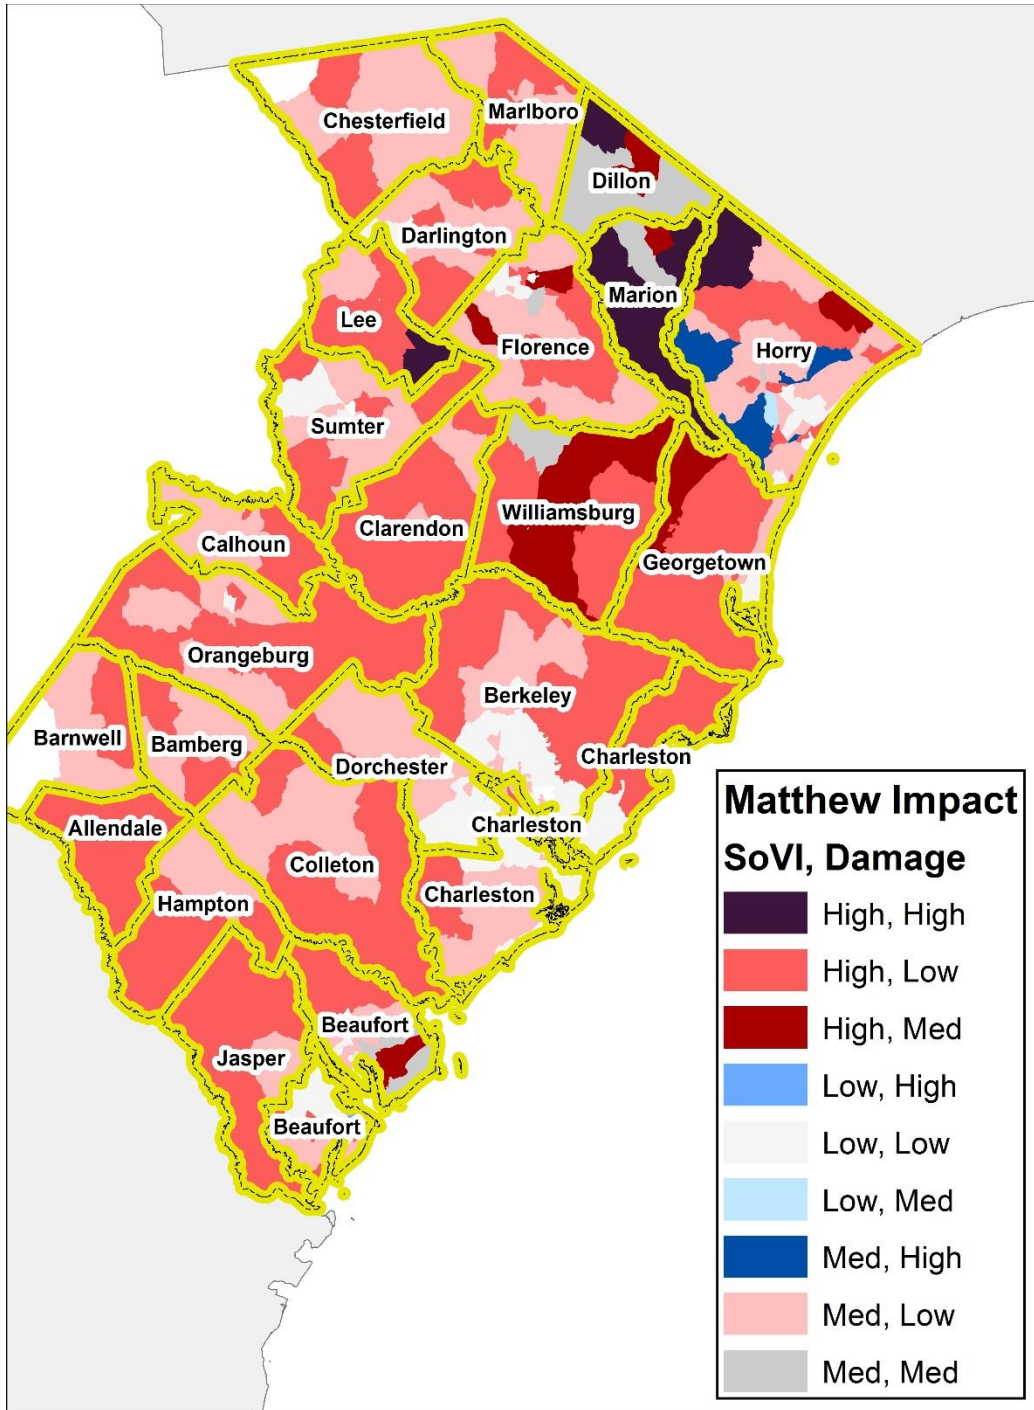 Chesterfield
Marlboro
Dillon
Darlington
Marion
Lee
Florence
Horry
Sumter
Williamsburg
Clarendon
Calhoun
Georgetown
Orangeburg
Berkeley
Barnwell
Bamberg
Charleston
Dorchester
Allendale
Charleston
Colleton
Charleston
Hampton
Beaufort
Jasper
Beaufort
Matthew Impact
SoVI, Damage
High, High
High, Low
High, Med
Low, High
Low, Low
Low, Med
Med, High
Med, Low
Med, Med